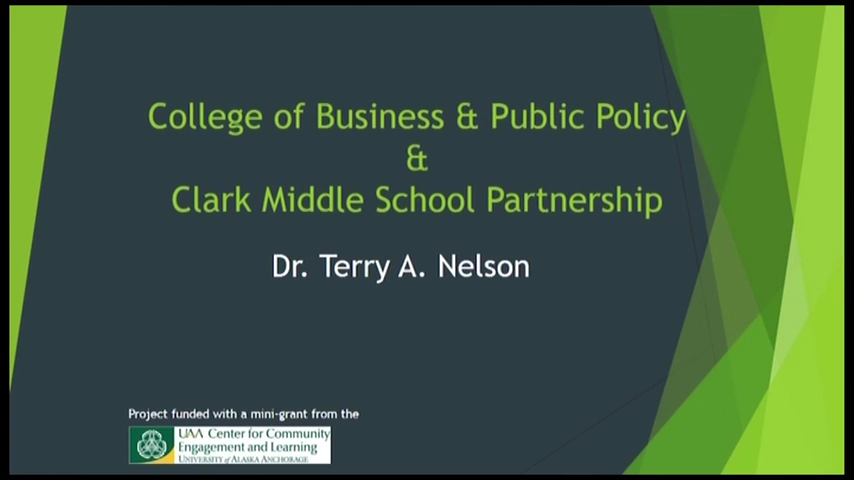 College of Business & Public Policy
&
Clark Middle School Partnership
Dr. Terry A. Nelson
Project funded with a mini-grant from the
UAA Center for Community
Engagement and Learning
UNIVERSITY of ALASKA ANCHORAGE